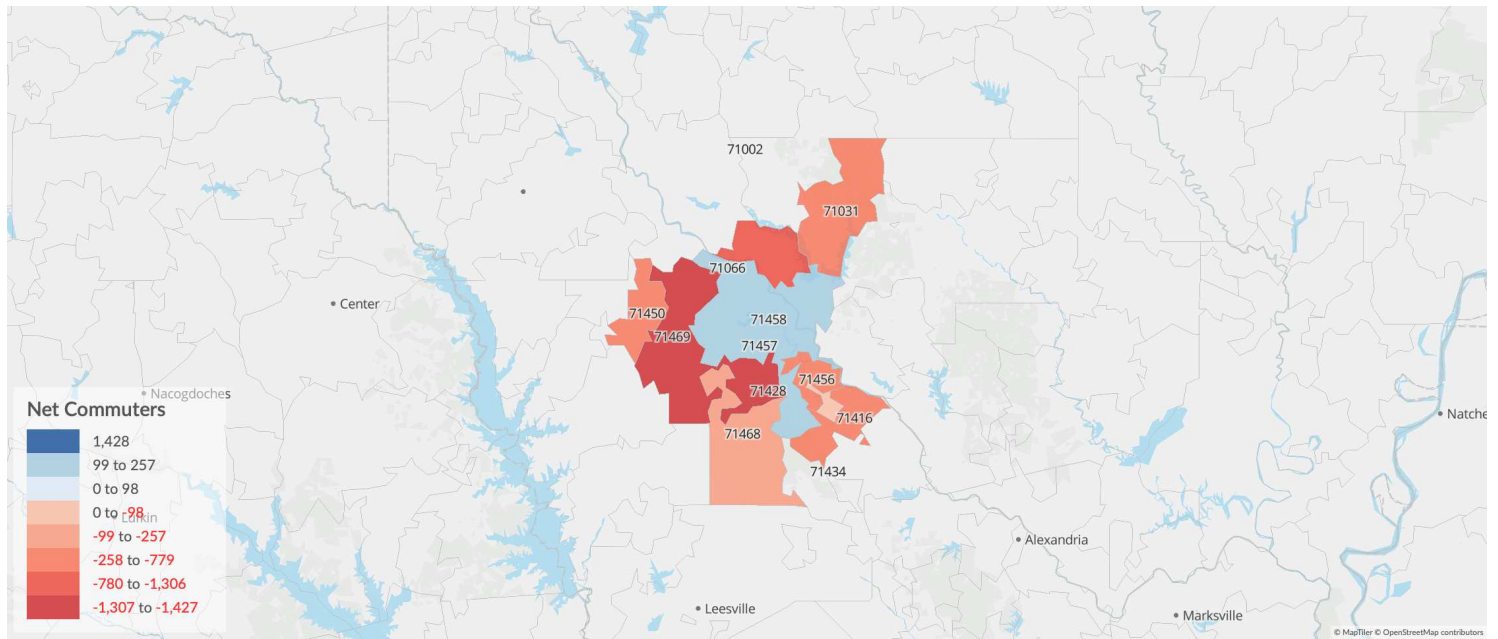 71002
71031
71066
Center
71450
71458
71469
71457
Nacogdoches
71456
71428
Net Commuters
Natche
71416
1,428
71468
99 to 257
71434
0 to 98
0 to -98
Lufkin
-99 to -257
Alexandria
-258 to -779
-780 to -1,306
-1,307 to -1,427
Leesville
Marksville
© MapTiler © OpenStreetMap contributors